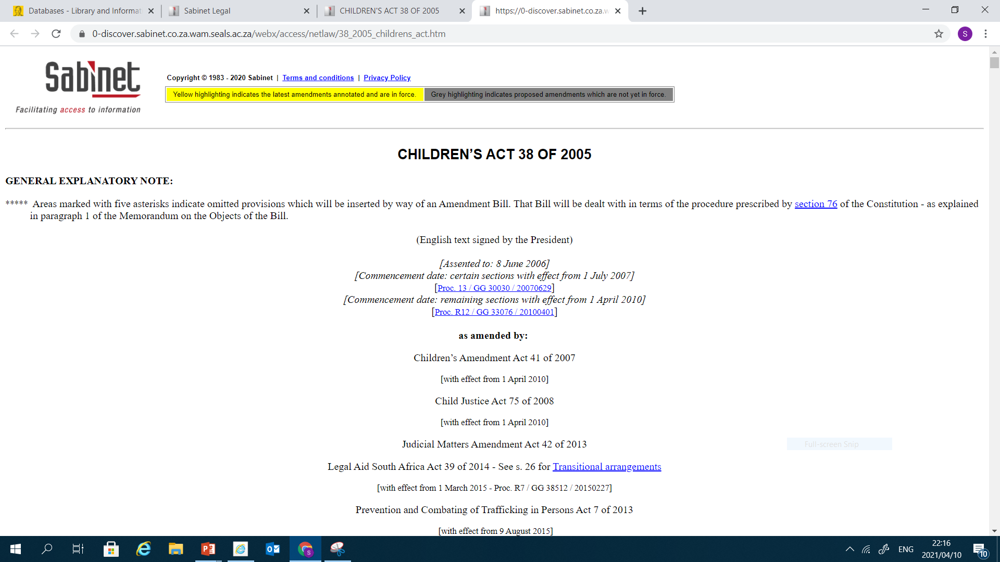 Databases - Library and Informat
Sabinet Legal
CHILDREN'S ACT 38 OF 2005
https://0-discover.sabinet.co.za.w
0-discover.sabinet.co.za.wam.seals.ac.za/webx/access/netlaw/38_2005_childrens_act.htm
S
Sabinet
Facilitating access to information
Copyright © 1983 - 2020 Sabinet | Terms and conditions | Privacy Policy
Yellow highlighting indicates the latest amendments annotated and are in force. Grey highlighting indicates proposed amendments which are not yet in force.
CHILDREN’S ACT 38 OF 2005
GENERAL EXPLANATORY NOTE:
***** Areas marked with five asterisks indicate omitted provisions which will be inserted by way of an Amendment Bill. That Bill will be dealt with in terms of the procedure prescribed by section 76 of the Constitution - as explained
in paragraph 1 of the Memorandum on the Objects of the Bill.
(English text signed by the President)
[Assented to: 8 June 2006]
[Commencement date: certain sections with effect from 1 July 2007]
[Proc. 13 / GG 30030 / 20070629]
[Commencement date: remaining sections with effect from 1 April 2010]
[Proc. R12 / GG 33076 / 20100401]
as amended by:
Children’s Amendment Act 41 of 2007
[with effect from 1 April 2010]
Child Justice Act 75 of 2008
[with effect from 1 April 2010]
Judicial Matters Amendment Act 42 of 2013
Full-screen Snip
Legal Aid South Africa Act 39 of 2014 - See s. 26 for Transitional arrangements
[with effect from 1 March 2015 - Proc. R7 / GG 38512 / 20150227]
Prevention and Combating of Trafficking in Persons Act 7 of 2013
[with effect from 9 August 2015]
ENG
22:16
2021/04/10
10